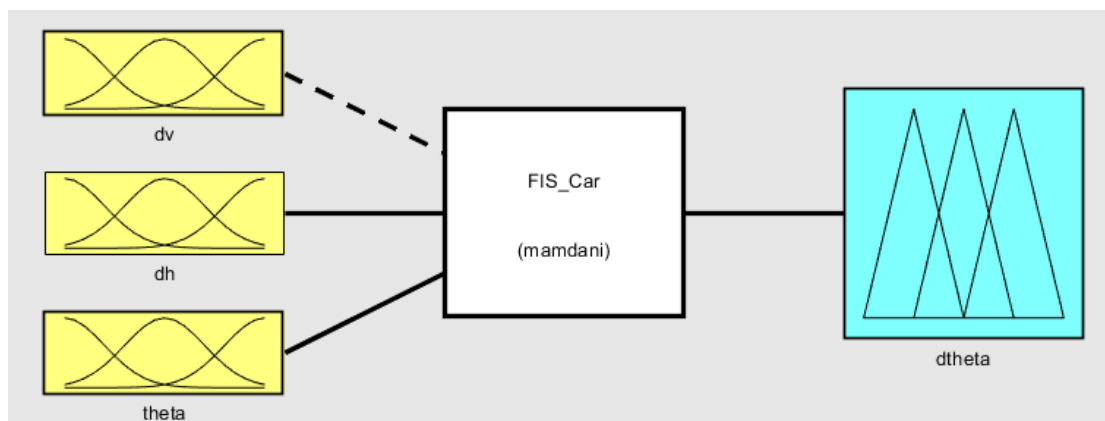 dv
dh
theta
FIS_Car
(mamdani)
dtheta